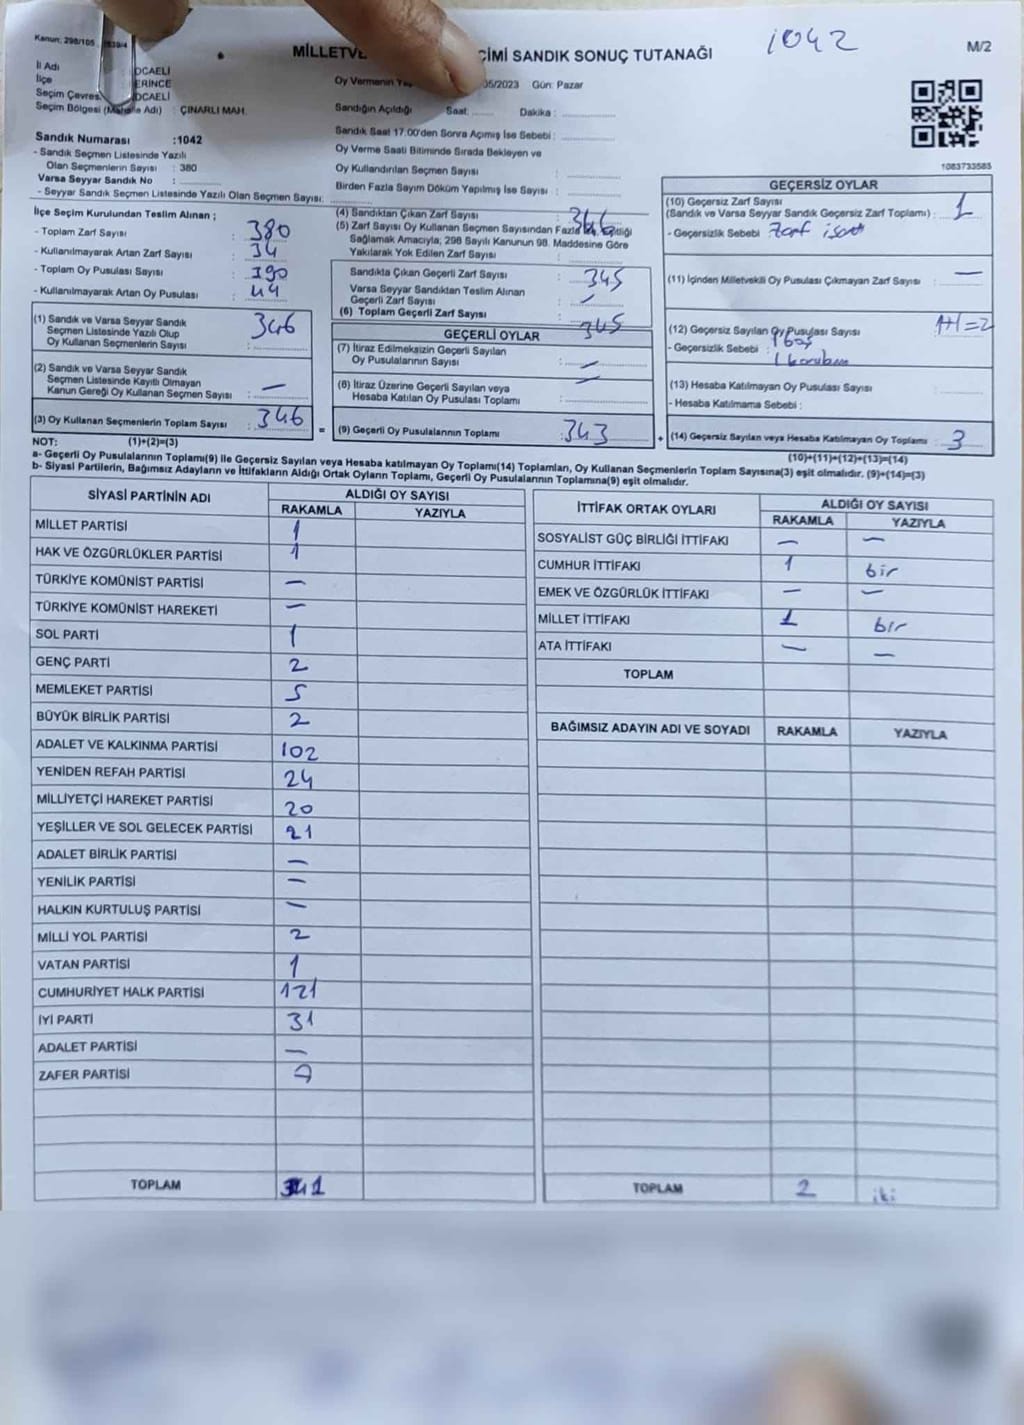 Kanun: 298/105
1042
MİLLETVE ÇİMİ SANDIK SONUÇ TUTANAĞI
M/2
İl Adı OCAELİ
İlçe ERİNCE
Seçim Çevres OCAELİ
Seçim Bölgesi (Mahalle Adı) : ÇINARLI MAH.
Oy Vermenin 05/2023 Gün: Pazar
Sandığın Açıldığı Saat: Dakika :
Sandık Saat 17.00'den Sonra Açımış İse Sebebi :
Oy Verme Saati Bitiminde Sırada Bekleyen ve
Oy Kullandırılan Seçmen Sayısı :
Birden Fazla Sayım Döküm Yapılmış İse Sayısı :
1083733585
Sandık Numarası :1042
- Sandık Seçmen Listesinde Yazılı
Olan Seçmenlerin Sayısı : 380
Varsa Seyyar Sandık No :
- Seyyar Sandık Seçmen Listesinde Yazılı Olan Seçmen Sayısı:
İlçe Seçim Kurulundan Teslim Alınan ;
- Toplam Zarf Sayısı : 380
- Kullanılmayarak Artan Zarf Sayısı : 34
- Toplam Oy Pusulası Sayısı : 390
- Kullanılmayarak Artan Oy Pusulası : 44
(1) Sandık ve Varsa Seyyar Sandık
Seçmen Listesinde Yazılı Olup
Oy Kullanan Seçmenlerin Sayısı : 346
(2) Sandık ve Varsa Seyyar Sandık
Seçmen Listesinde Kayıtlı Olmayan
Kanun Gereği Oy Kullanan Seçmen Sayısı : —
(3) Oy Kullanan Seçmenlerin Toplam Sayısı : 346
(4) Sandıktan Çıkan Zarf Sayısı : 346
(5) Zarf Sayısı Oy Kullanan Seçmen Sayısından Fazla
Sağlamak Amacıyla; 298 Sayılı Kanunun 98. Maddesine Göre
Yakılarak Yok Edilen Zarf Sayısı :
Sandıkta Çıkan Geçerli Zarf Sayısı : 345
Varsa Seyyar Sandıktan Teslim Alınan
Geçerli Zarf Sayısı : —
(6) Toplam Geçerli Zarf Sayısı : 345
GEÇERLİ OYLAR
(7) İtiraz Edilmeksizin Geçerli Sayılan
Oy Pusulalarının Sayısı : —
(8) İtiraz Üzerine Geçerli Sayılan veya
Hesaba Katılan Oy Pusulası Toplamı : —
= (9) Geçerli Oy Pusulalarının Toplamı : 343
GEÇERSİZ OYLAR
(10) Geçersiz Zarf Sayısı
(Sandık ve Varsa Seyyar Sandık Geçersiz Zarf Toplamı) : 1
- Geçersizlik Sebebi : Zarf
(11) İçinden Milletvekili Oy Pusulası Çıkmayan Zarf Sayısı : —
(12) Geçersiz Sayılan Oy Pusulası Sayısı : 1+1=2
- Geçersizlik Sebebi : 1 boş
(13) Hesaba Katılmayan Oy Pusulası Sayısı :
- Hesaba Katılmama Sebebi :
+ (14) Geçersiz Sayılan veya Hesaba Katılmayan Oy Toplamı : 3
NOT: (1)+(2)=(3)
(10)+(11)+(12)+(13)=(14)
a- Geçerli Oy Pusulalarının Toplamı(9) ile Geçersiz Sayılan veya Hesaba katılmayan Oy Toplamı(14) Toplamları, Oy Kullanan Seçmenlerin Toplam Sayısına(3) eşit olmalıdır. (9)+(14)=(3)
b- Siyasi Partilerin, Bağımsız Adayların ve İttifakların Aldığı Ortak Oyların Toplamı, Geçerli Oy Pusulalarının Toplamına(9) eşit olmalıdır.
SİYASİ PARTİNİN ADI ALDIĞI OY SAYISI
RAKAMLA YAZIYLA
MİLLET PARTİSİ 1
HAK VE ÖZGÜRLÜKLER PARTİSİ 1
TÜRKİYE KOMÜNİST PARTİSİ —
TÜRKİYE KOMÜNİST HAREKETİ —
SOL PARTİ 1
GENÇ PARTİ 2
MEMLEKET PARTİSİ 5
BÜYÜK BİRLİK PARTİSİ 2
ADALET VE KALKINMA PARTİSİ 102
YENİDEN REFAH PARTİSİ 24
MİLLİYETÇİ HAREKET PARTİSİ 20
YEŞİLLER VE SOL GELECEK PARTİSİ 21
ADALET BİRLİK PARTİSİ —
YENİLİK PARTİSİ —
HALKIN KURTULUŞ PARTİSİ —
MİLLİ YOL PARTİSİ 2
VATAN PARTİSİ 1
CUMHURİYET HALK PARTİSİ 121
İYİ PARTİ 31
ADALET PARTİSİ —
ZAFER PARTİSİ 7
TOPLAM 341
İTTİFAK ORTAK OYLARI ALDIĞI OY SAYISI
RAKAMLA YAZIYLA
SOSYALİST GÜÇ BİRLİĞİ İTTİFAKI — —
CUMHUR İTTİFAKI 1 bir
EMEK VE ÖZGÜRLÜK İTTİFAKI — —
MİLLET İTTİFAKI 1 bir
ATA İTTİFAKI — —
TOPLAM
BAĞIMSIZ ADAYIN ADI VE SOYADI RAKAMLA YAZIYLA
TOPLAM 2 iki